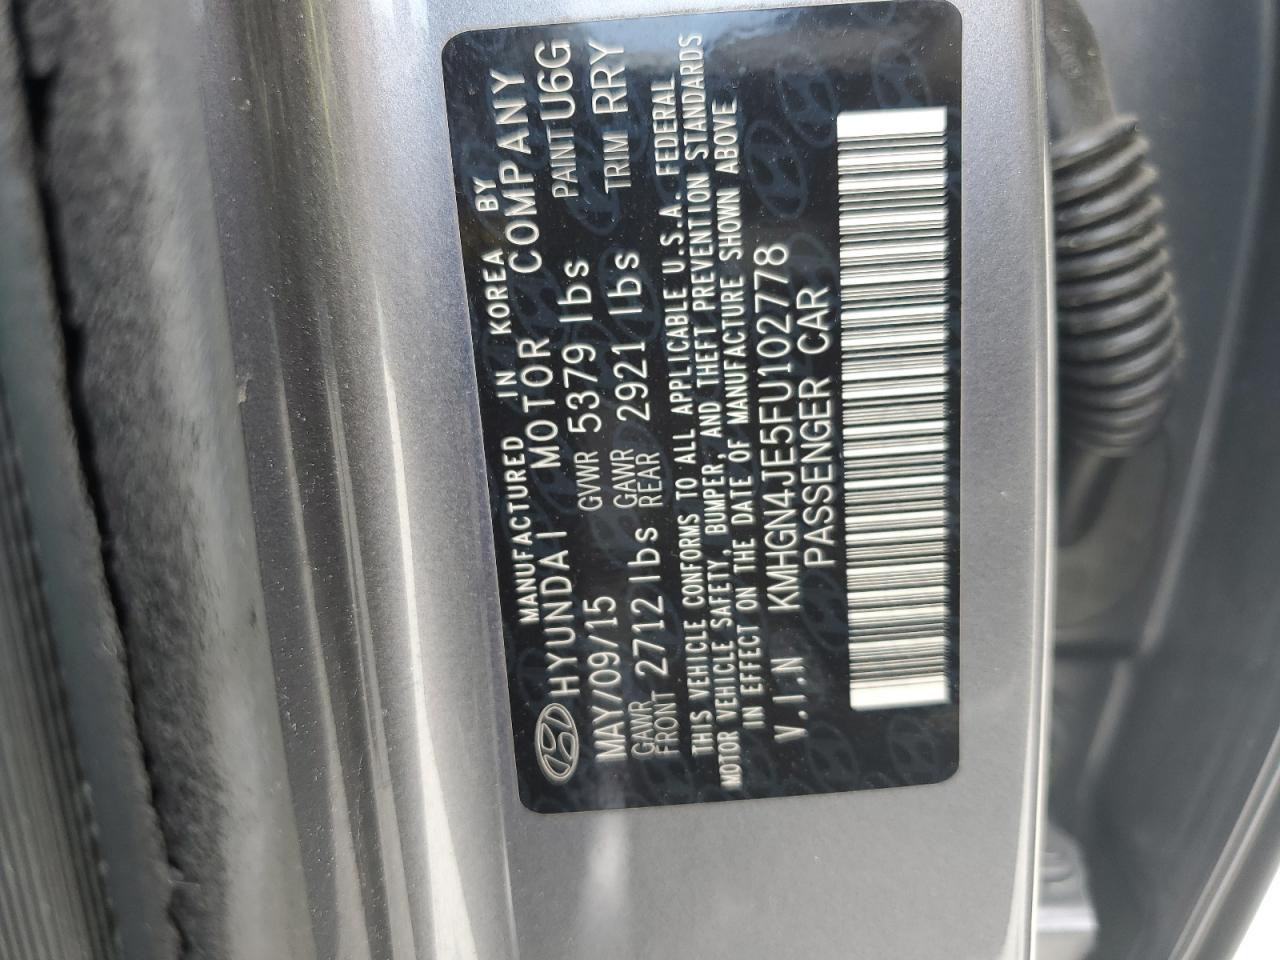 MANUFACTURED IN KOREA BY
HYUNDAI MOTOR COMPANY
MAY/09/15 GVWR 5379 lbs PAINT U6G
GAWR FRONT 2712 lbs GAWR REAR 2921 lbs TRIM RRY
THIS VEHICLE CONFORMS TO ALL APPLICABLE U.S.A. FEDERAL
MOTOR VEHICLE SAFETY, BUMPER, AND THEFT PREVENTION STANDARDS
IN EFFECT ON THE DATE OF MANUFACTURE SHOWN ABOVE
V.I.N KMHGN4JE5FU102778
PASSENGER CAR